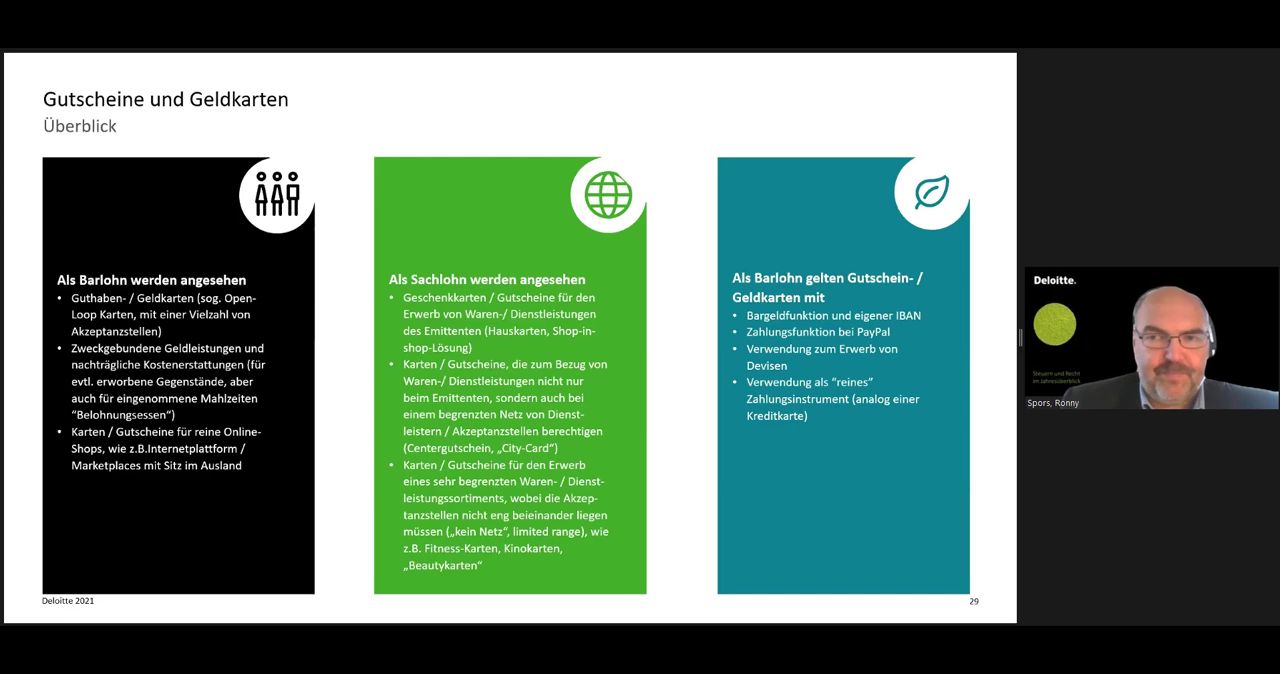 Gutscheine und Geldkarten
Überblick
Als Barlohn werden angesehen
• Guthaben- / Geldkarten (sog. Open-
Loop Karten, mit einer Vielzahl von
Akzeptanzstellen)
• Zweckgebundene Geldleistungen und
nachträgliche Kostenerstattungen (für
evtl. erworbene Gegenstände, aber
auch für eingenommene Mahlzeiten
"Belohnungsessen")
• Karten / Gutscheine für reine Online-
Shops, wie z.B.Internetplattform /
Marketplaces mit Sitz im Ausland
Als Sachlohn werden angesehen
• Geschenkkarten / Gutscheine für den
Erwerb von Waren-/ Dienstleistungen
des Emittenten (Hauskarten, Shop-in-
shop-Lösung)
• Karten / Gutscheine, die zum Bezug von
Waren-/ Dienstleistungen nicht nur
beim Emittenten, sondern auch bei
einem begrenzten Netz von Dienst-
leistern / Akzeptanzstellen berechtigen
(Centergutschein, „City-Card“)
• Karten / Gutscheine für den Erwerb
eines sehr begrenzten Waren- / Dienst-
leistungssortiments, wobei die Akzep-
tanzstellen nicht eng beieinander liegen
müssen („kein Netz“, limited range), wie
z.B. Fitness-Karten, Kinokarten,
„Beautykarten“
Als Barlohn gelten Gutschein- /
Geldkarten mit
• Bargeldfunktion und eigener IBAN
• Zahlungsfunktion bei PayPal
• Verwendung zum Erwerb von
Devisen
• Verwendung als "reines"
Zahlungsinstrument (analog einer
Kreditkarte)
Deloitte 2021
29
Deloitte.
Steuern und Recht
im Jahresüberblick
Spors, Ronny